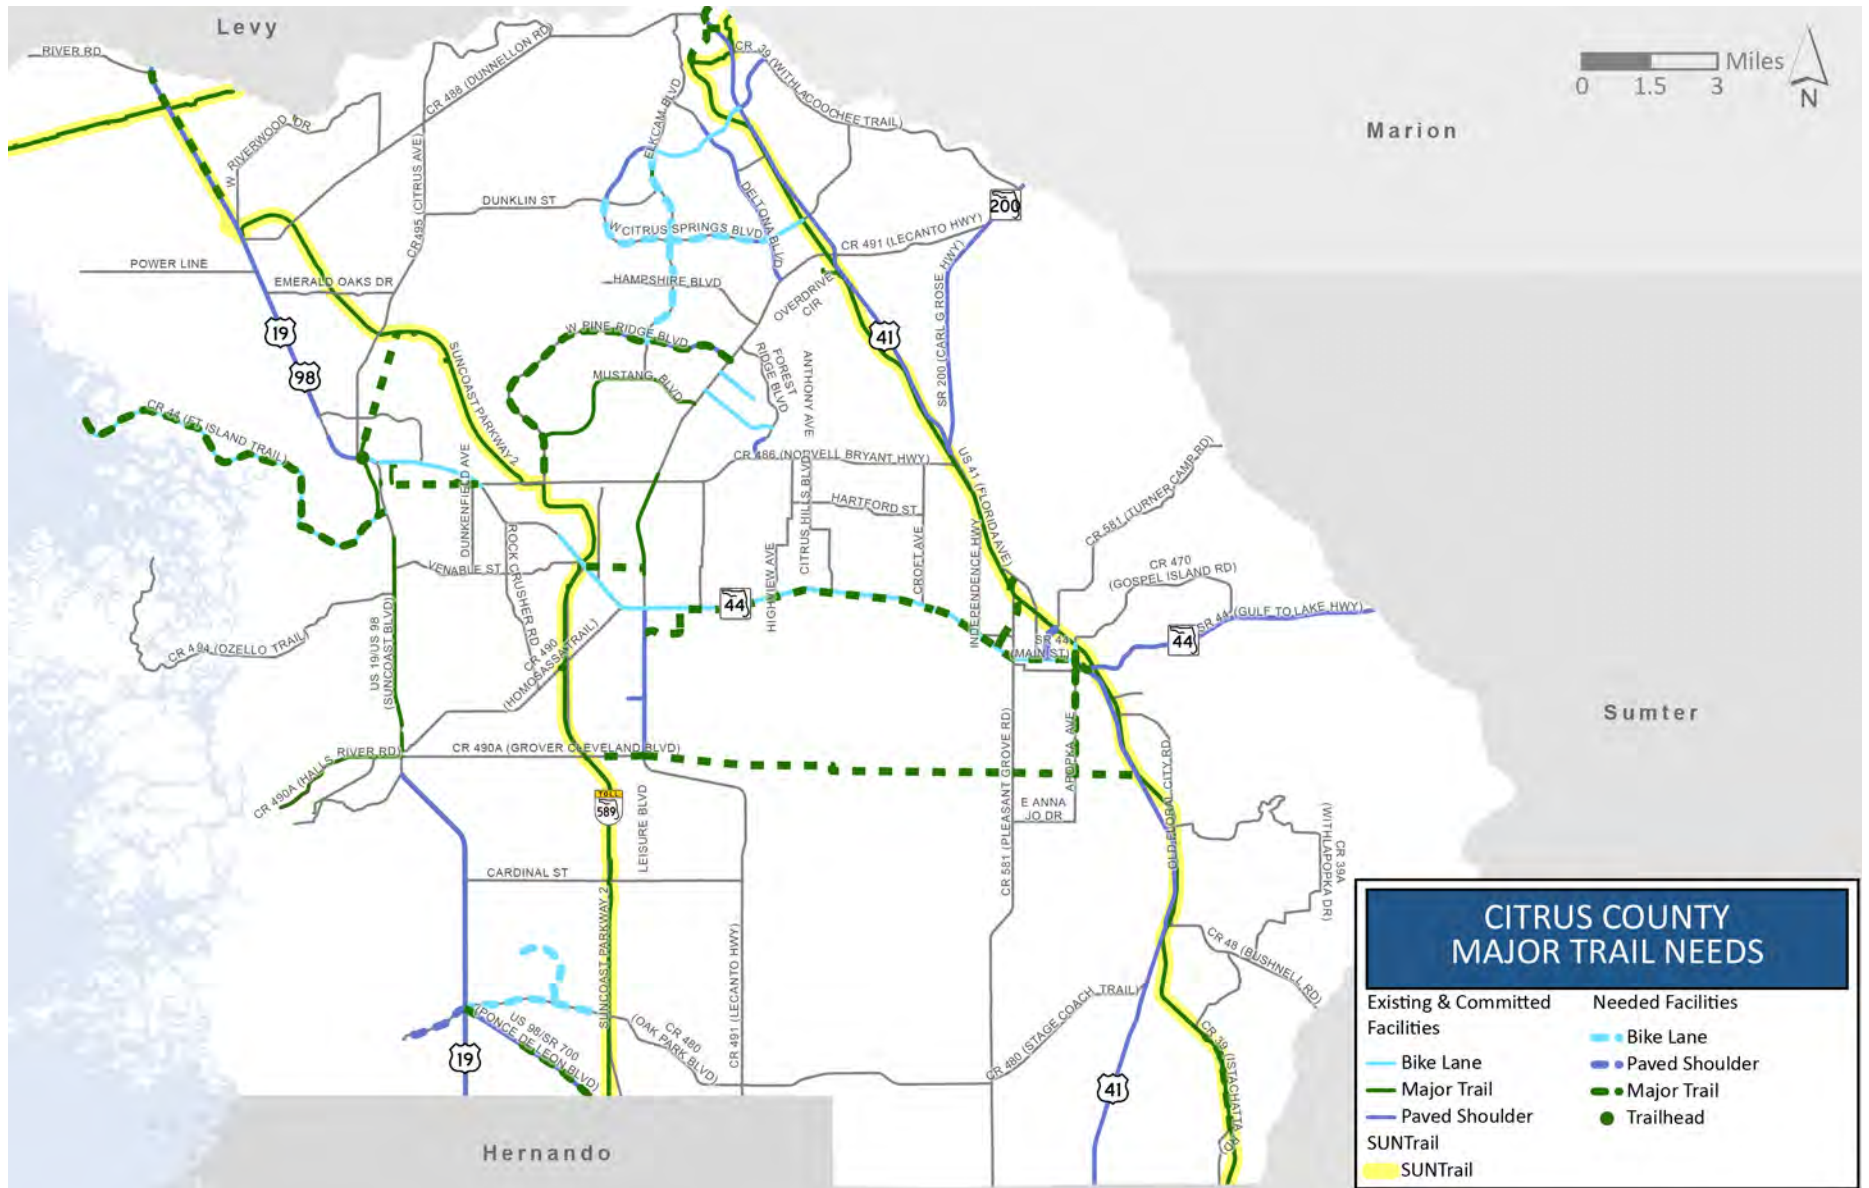 Levy
RIVER RD
CR 488 (DUNNELLON RD)
CR 39 (WITHLACOOCHEE TRAIL)
Miles
0 1.5 3
N
Marion
W RIVERWOOD DR
ELKCAM BLVD
CR 495 (CITRUS AVE)
DUNKLIN ST
DELTONA BLVD
200
W CITRUS SPRINGS BLVD
CR 491 (LECANTO HWY)
POWER LINE
EMERALD OAKS DR
HAMPSHIRE BLVD
OVERDRIVE
CIR
SR 200 (CARL G ROSE HWY)
19
W PINE RIDGE BLVD
41
98
SUNCOAST PARKWAY 2
MUSTANG BLVD
FOREST
RIDGE BLVD
ANTHONY AVE
CR 44 (FT ISLAND TRAIL)
DUNKENFIELD AVE
CR 486 (NORVELL BRYANT HWY)
US 41 (FLORIDA AVE)
CR 581 (TURNER CAMP RD)
HARTFORD ST
CITRUS HILLS BLVD
ROCK CRUSHER RD
VENABLE ST
HIGHVIEW AVE
CROFT AVE
INDEPENDENCE HWY
CR 470
(GOSPEL ISLAND RD)
44
SR 44 (GULF TO LAKE HWY)
44
SR 44
(MAIN ST)
CR 494 (OZELLO TRAIL)
US 19/US 98
(SUNCOAST BLVD)
CR 490
(HOMOSASSA TRAIL)
Sumter
CR 490A (HALLS RIVER RD)
CR 490A (GROVER CLEVELAND BLVD)
CR 581 (PLEASANT GROVE RD)
APOPKA AVE
OLD FLORAL CITY RD
TOLL
589
LEISURE BLVD
E ANNA
JO DR
CR 39A
(WITHLAPOPKA DR)
CARDINAL ST
SUNCOAST PARKWAY 2
CR 491 (LECANTO HWY)
CR 48 (BUSHNELL RD)
US 98/SR 700
(PONCE DE LEON BLVD)
CR 480
(OAK PARK BLVD)
CR 480 (STAGE COACH TRAIL)
CR 39 (ISTACHATTA RD)
19
41
Hernando
CITRUS COUNTY
MAJOR TRAIL NEEDS
Existing & Committed
Facilities
Bike Lane
Major Trail
Paved Shoulder
SUNTrail
SUNTrail
Needed Facilities
Bike Lane
Paved Shoulder
Major Trail
Trailhead